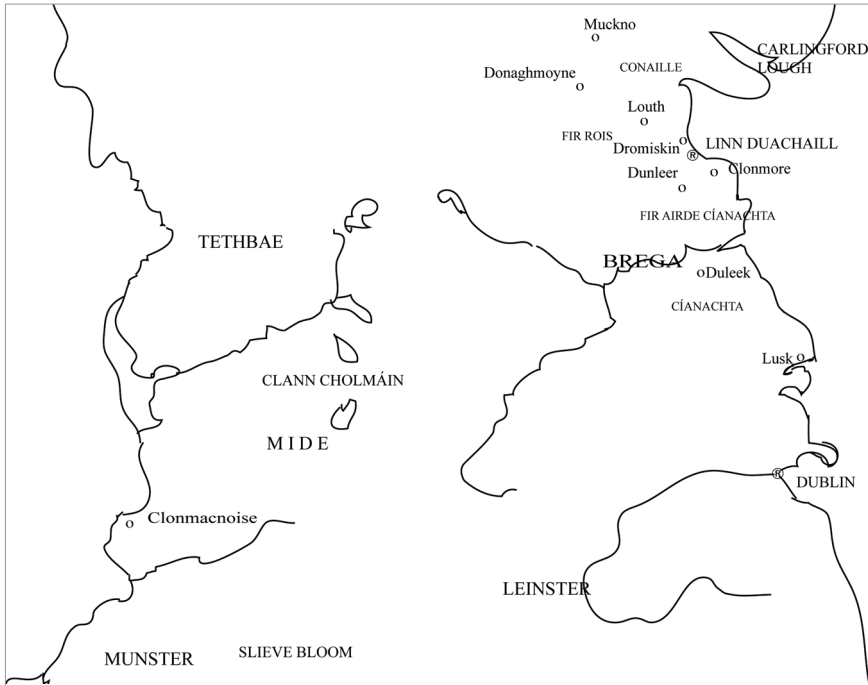 Muckno
CARLINGFORD
LOUGH
CONAILLE
Donaghmoyne
Louth
FIR ROIS
Dromiskin
LINN DUACHAILL
®
Dunleer
Clonmore
FIR AIRDE CÍANACHTA
TETHBAE
BREGA
Duleek
CÍANACHTA
Lusk
CLANN CHOLMÁIN
MIDE
®
DUBLIN
Clonmacnoise
LEINSTER
SLIEVE BLOOM
MUNSTER